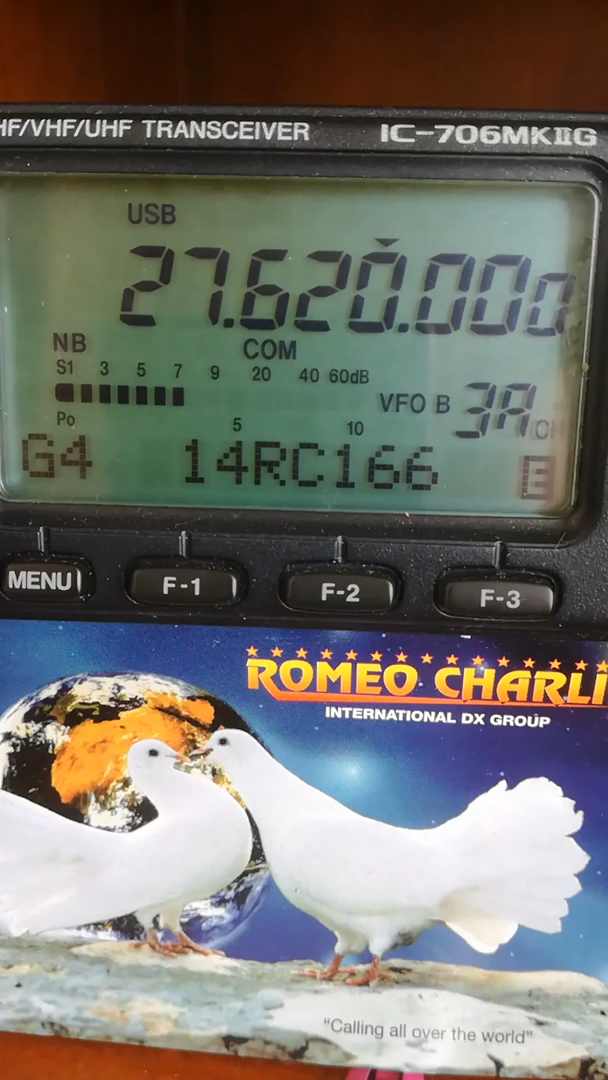 HF/VHF/UHF TRANSCEIVER IC-706MKIIG
USB
27.620.000
NB COM
S1 3 5 7 9 20 40 60dB
VFO B 3A CH
Po 5 10
G4 14RC166 E
MENU F-1 F-2 F-3
ROMEO CHARLI
INTERNATIONAL DX GROUP
"Calling all over the world"